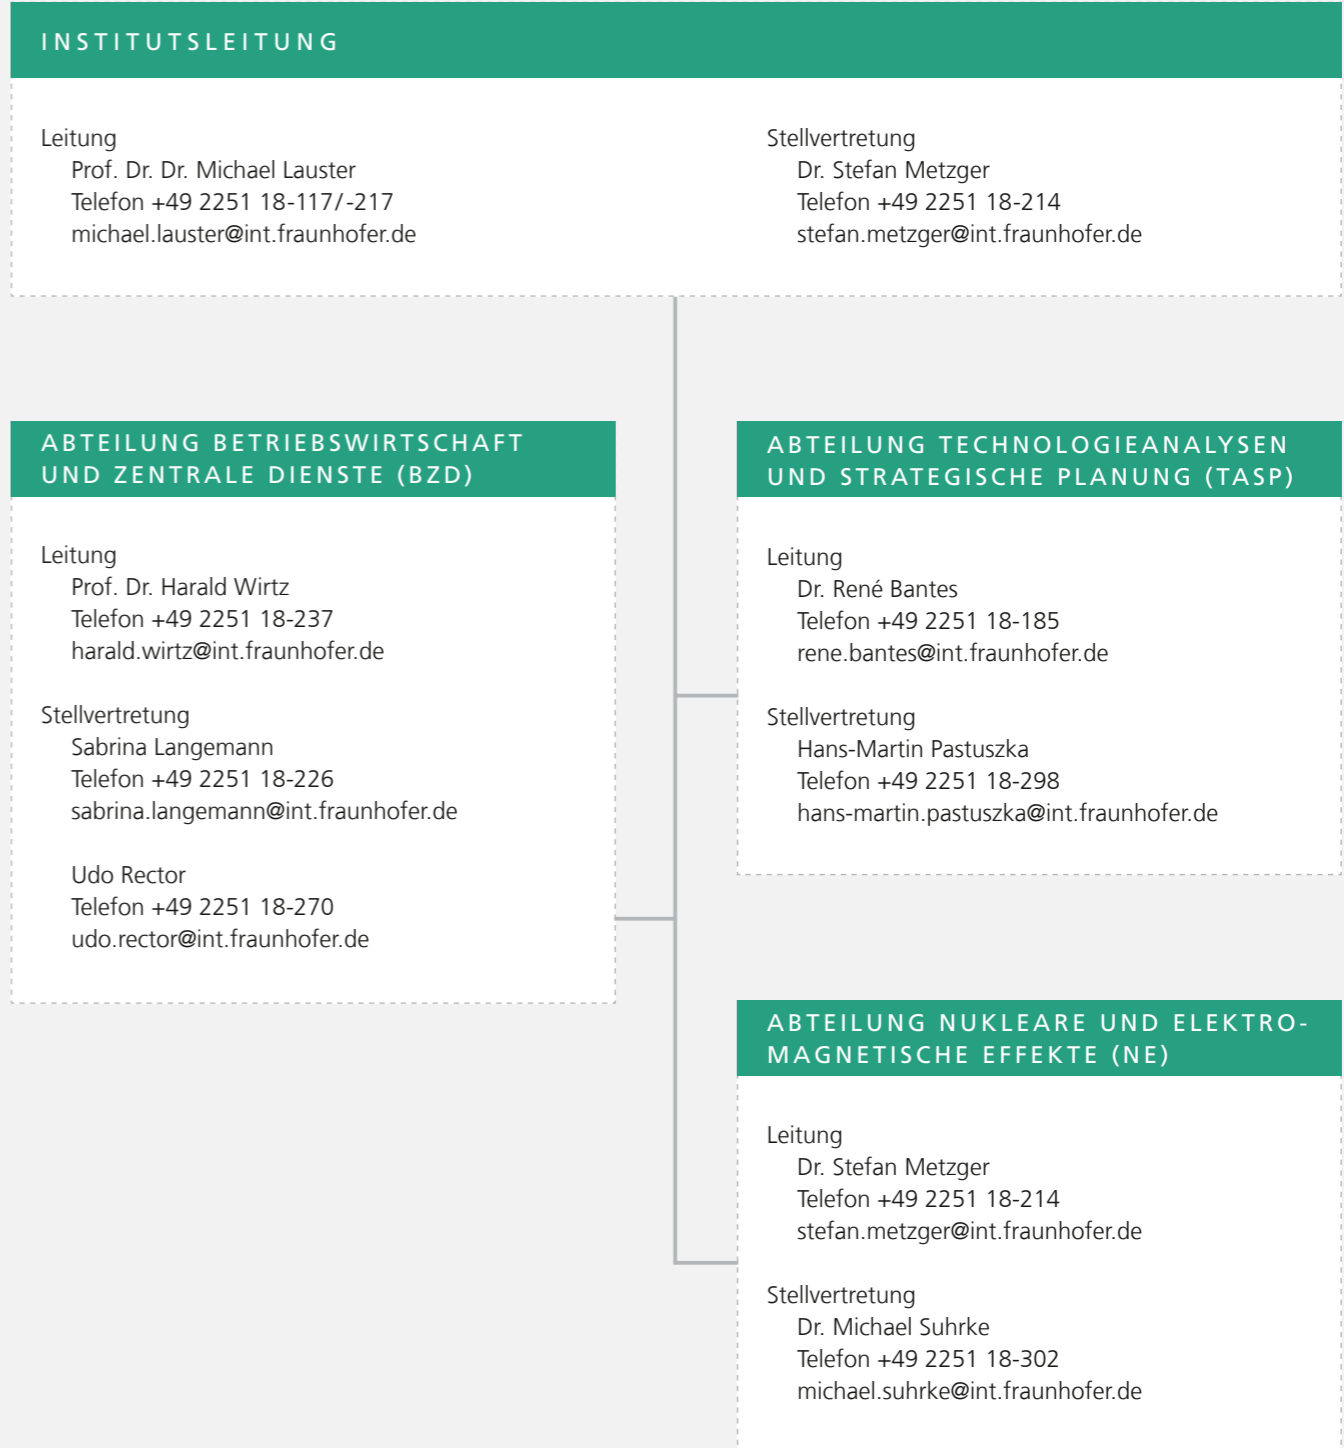 INSTITUTSLEITUNG
Leitung
Prof. Dr. Dr. Michael Lauster
Telefon +49 2251 18-117/-217
michael.lauster@int.fraunhofer.de
Stellvertretung
Dr. Stefan Metzger
Telefon +49 2251 18-214
stefan.metzger@int.fraunhofer.de
ABTEILUNG BETRIEBSWIRTSCHAFT
UND ZENTRALE DIENSTE (BZD)
Leitung
Prof. Dr. Harald Wirtz
Telefon +49 2251 18-237
harald.wirtz@int.fraunhofer.de
Stellvertretung
Sabrina Langemann
Telefon +49 2251 18-226
sabrina.langemann@int.fraunhofer.de
Udo Rector
Telefon +49 2251 18-270
udo.rector@int.fraunhofer.de
ABTEILUNG TECHNOLOGIEANALYSEN
UND STRATEGISCHE PLANUNG (TASP)
Leitung
Dr. René Bantes
Telefon +49 2251 18-185
rene.bantes@int.fraunhofer.de
Stellvertretung
Hans-Martin Pastuszka
Telefon +49 2251 18-298
hans-martin.pastuszka@int.fraunhofer.de
ABTEILUNG NUKLEARE UND ELEKTRO-
MAGNETISCHE EFFEKTE (NE)
Leitung
Dr. Stefan Metzger
Telefon +49 2251 18-214
stefan.metzger@int.fraunhofer.de
Stellvertretung
Dr. Michael Suhrke
Telefon +49 2251 18-302
michael.suhrke@int.fraunhofer.de